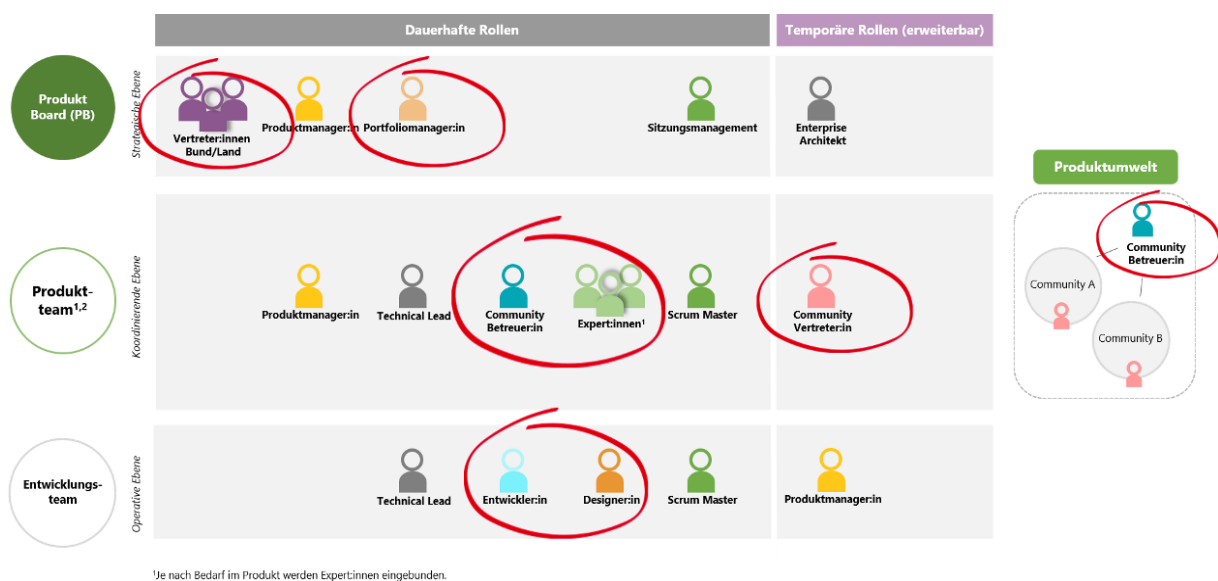 Dauerhafte Rollen
Temporäre Rollen (erweiterbar)
Produkt
Board (PB)
Strategische Ebene
Vertreter:innen
Bund/Land
Produktmanager:in
Portfoliomanager:in
Sitzungsmanagement
Enterprise
Architekt
Produkt-
team1,2
Koordinierende Ebene
Produktmanager:in
Technical Lead
Community
Betreuer:in
Expert:innen¹
Scrum Master
Community
Vertreter:in
Entwicklungs-
team
Operative Ebene
Technical Lead
Entwickler:in
Designer:in
Scrum Master
Produktmanager:in
Produktumwelt
Community
Betreuer:in
Community A
Community B
¹Je nach Bedarf im Produkt werden Expert:innen eingebunden.